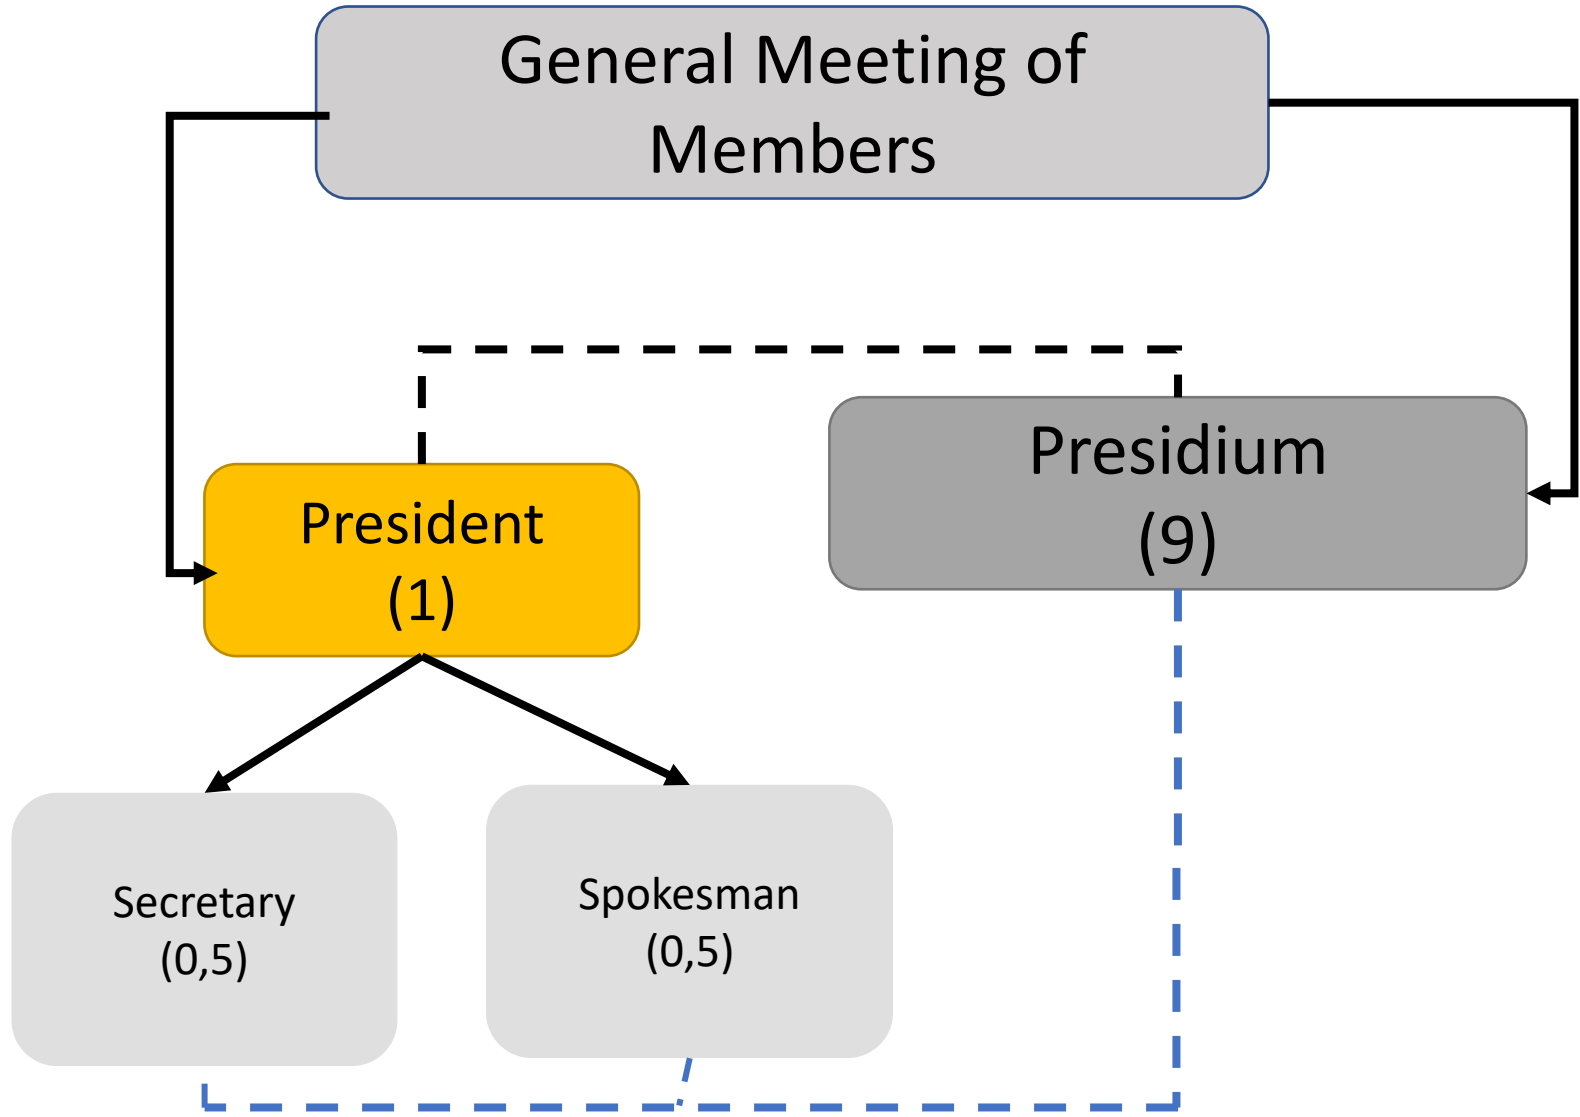 General Meeting of
Members
Presidium
(9)
President
(1)
Secretary
(0,5)
Spokesman
(0,5)